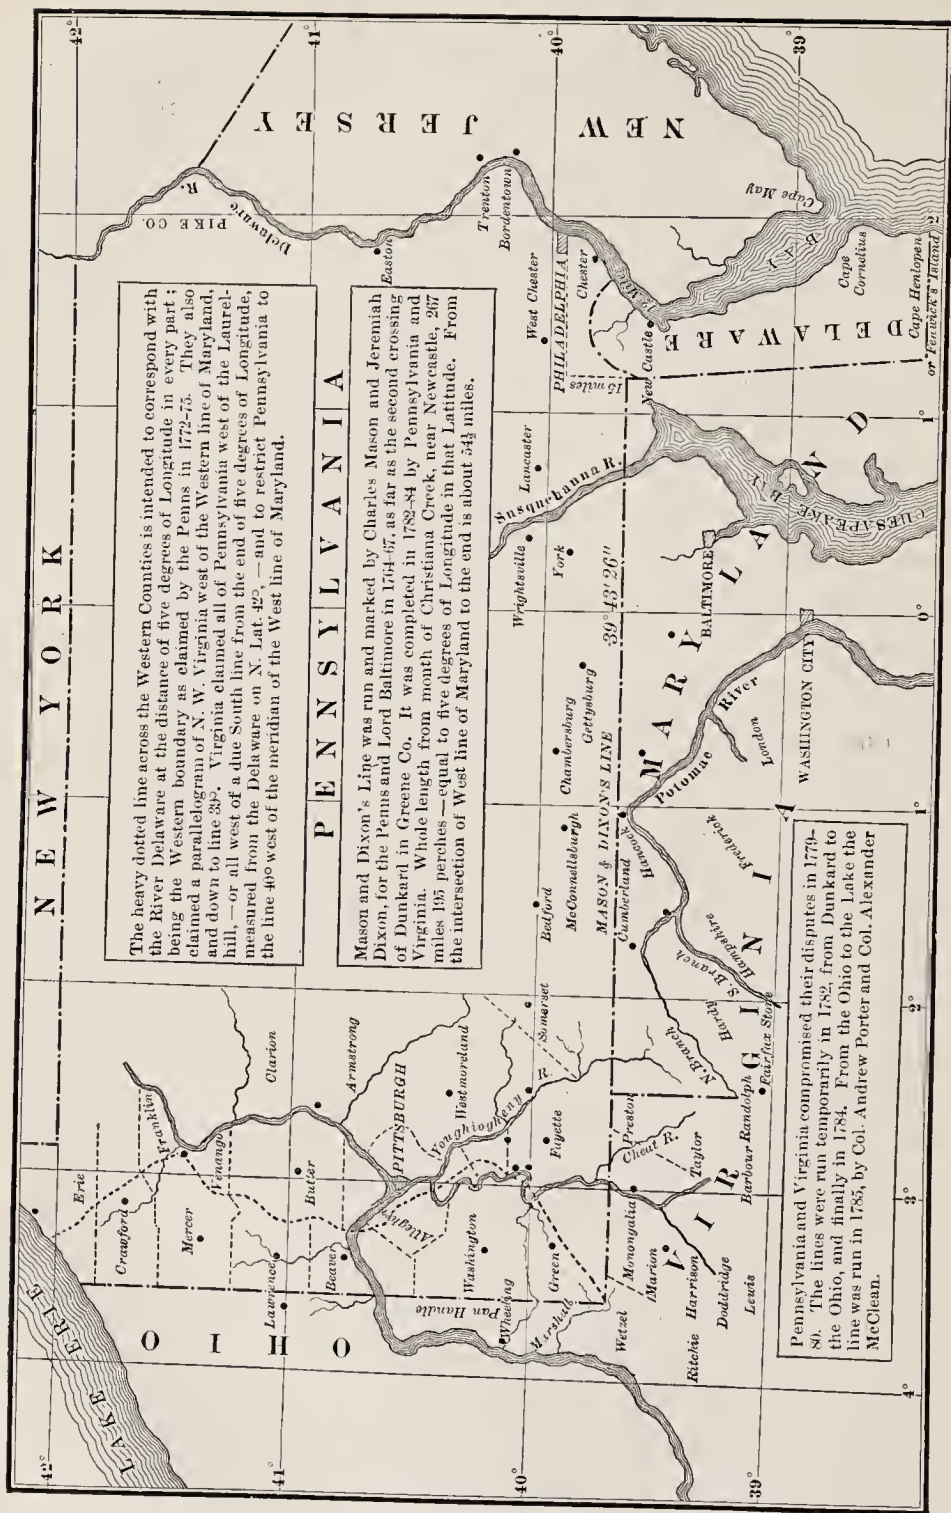 NEW YORK
42°
42°
41°
41°
40°
40°
39°
39°
LAKE ERIE
Erie
Crawford
Franklin
Mercer
Venango
Clarion
Lawrence
Butler
Beaver
Armstrong
OHIO
PITTSBURGH
Allegheny
Westmoreland
Washington
Youghiogheny R.
Somerset
Pan Handle
Wheeling
Green
Fayette
Marshall
The heavy dotted line across the Western Counties is intended to correspond with
the River Delaware at the distance of five degrees of Longitude in every part;
being the Western boundary as claimed by the Penns in 1772-75. They also
claimed a parallelogram of N. W. Virginia west of the Western line of Maryland,
and down to line 39°. Virginia claimed all of Pennsylvania west of the Laurel-
hill,—or all west of a due South line from the end of five degrees of Longitude,
measured from the Delaware on N. Lat. 42°,—and to restrict Pennsylvania to
the line 40° west of the meridian of the West line of Maryland.
PENNSYLVANIA
Mason and Dixon's Line was run and marked by Charles Mason and Jeremiah
Dixon, for the Penns and Lord Baltimore in 1764-67, as far as the second crossing
of Dunkard in Greene Co. It was completed in 1782-84 by Pennsylvania and
Virginia. Whole length from month of Christiana Creek, near Newcastle, 267
miles 195 perches—equal to five degrees of Longitude in that Latitude. From
the intersection of West line of Maryland to the end is about 54½ miles.
PIKE CO.
Delaware R.
Easton
Trenton
Bordentown
NEW JERSEY
West Chester
PHILADELPHIA
Chester
15 miles
12 Miles
New Castle
DELAWARE
BAY
Cape May
Cape Cornelius
Cape Henlopen
or Fenwick's Island
Lancaster
Susquehanna R.
Wrightsville
York
39° 43' 26"
Bedford
McConnellsburgh
Chambersburg
Gettysburg
MASON & DIXON'S LINE
Cumberland
Hancock
MARYLAND
BALTIMORE
CHESAPEAKE BAY
Potomac River
London
WASHINGTON CITY
Frederick
Hampshire
S. Branch
N. Branch
Hardy
Fairfax Stone
Preston
Cheat R.
Taylor
Randolph
Barbour
Monongalia
Marion
Wetzel
Harrison
Ritchie
Doddridge
Lewis
VIRGINIA
4°
3°
2°
1°
0°
1°
Pennsylvania and Virginia compromised their disputes in 1779-
80. The lines were run temporarily in 1782, from Dunkard to
the Ohio, and finally in 1784. From the Ohio to the Lake the
line was run in 1785, by Col. Andrew Porter and Col. Alexander
McClean.